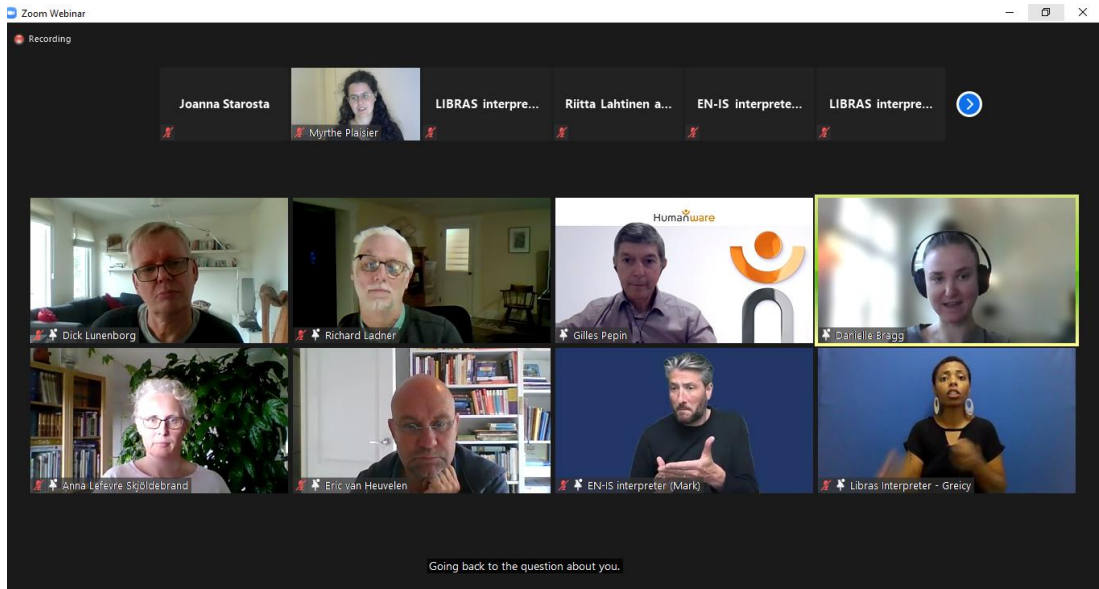 Zoom Webinar
Recording
Joanna Starosta
Myrthe Plaisier
LIBRAS interpre...
Riitta Lahtinen a...
EN-IS interprete...
LIBRAS interpre...
Dick Lunenborg
Richard Ladner
Humanware
Gilles Pepin
Danielle Bragg
Anna Lefevre Skjöldebrand
Eric van Heuvelen
EN-IS interpreter (Mark)
Libras Interpreter - Greicy
Going back to the question about you.